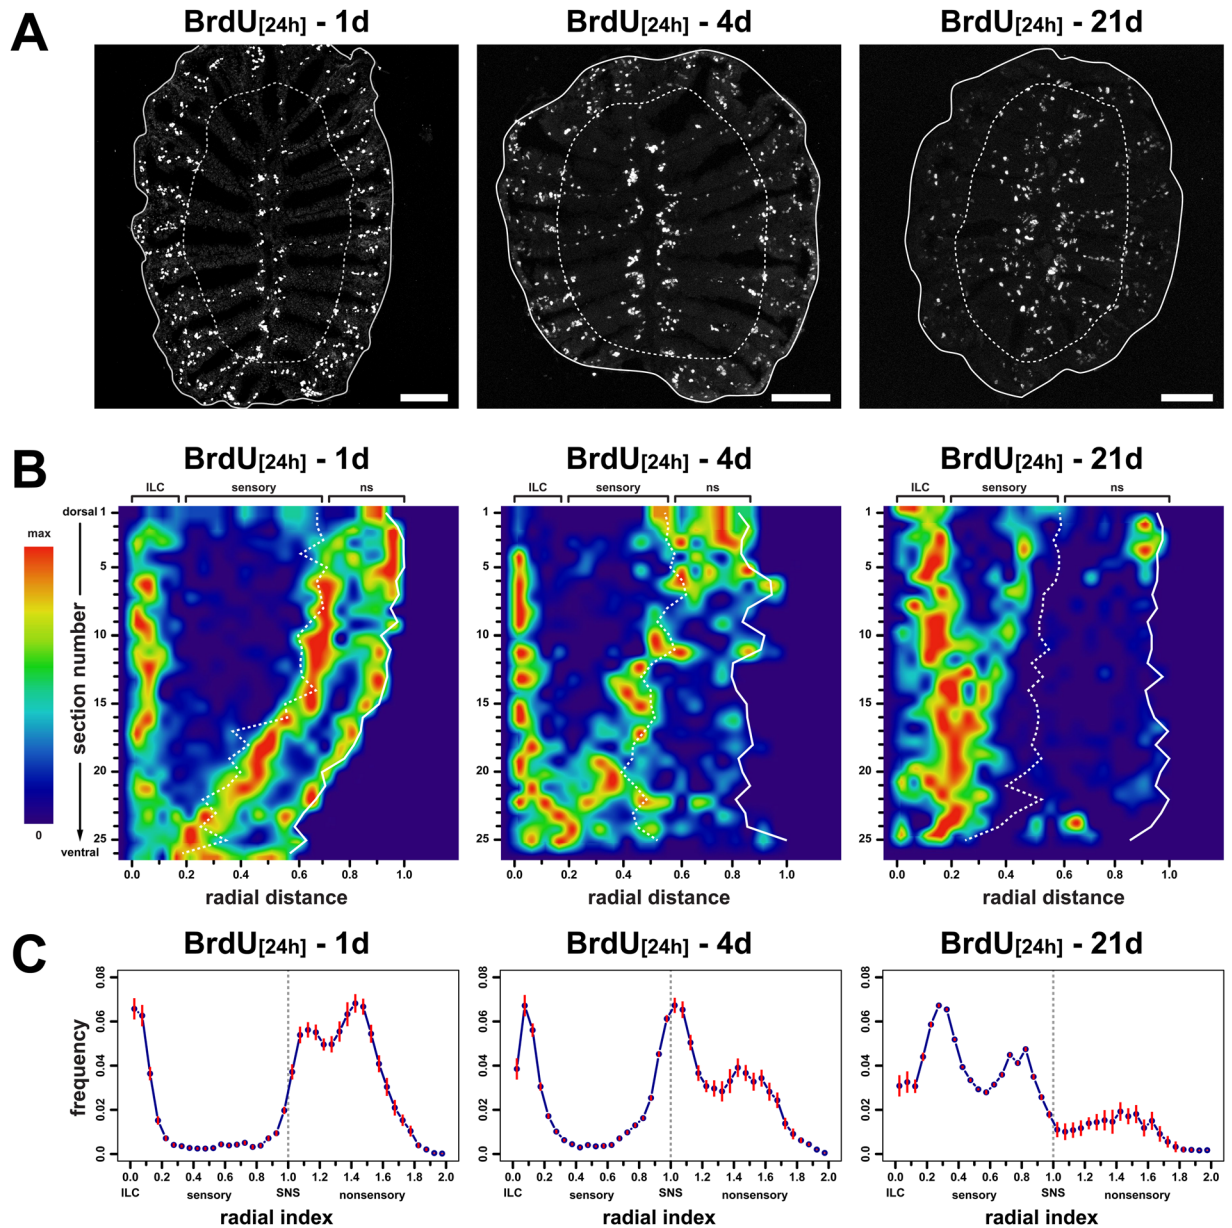 A
BrdU[24h] - 1d
BrdU[24h] - 4d
BrdU[24h] - 21d
B
BrdU[24h] - 1d
BrdU[24h] - 4d
BrdU[24h] - 21d
ILC sensory ns
ILC sensory ns
ILC sensory ns
max
0
dorsal
section number
ventral
1
5
10
15
20
25
1
5
10
15
20
25
1
5
10
15
20
25
0.0 0.2 0.4 0.6 0.8 1.0
0.0 0.2 0.4 0.6 0.8 1.0
0.0 0.2 0.4 0.6 0.8 1.0
radial distance
radial distance
radial distance
C
BrdU[24h] - 1d
BrdU[24h] - 4d
BrdU[24h] - 21d
frequency
0.08
0.06
0.04
0.02
0.0
0.08
0.06
0.04
0.02
0.0
0.08
0.06
0.04
0.02
0.0
0.0 0.2 0.4 0.6 0.8 1.0 1.2 1.4 1.6 2.0
0.0 0.2 0.4 0.6 0.8 1.0 1.2 1.4 1.6 2.0
0.0 0.2 0.4 0.6 0.8 1.0 1.2 1.4 1.6 2.0
ILC sensory SNS nonsensory
ILC sensory SNS nonsensory
ILC sensory SNS nonsensory
radial index
radial index
radial index